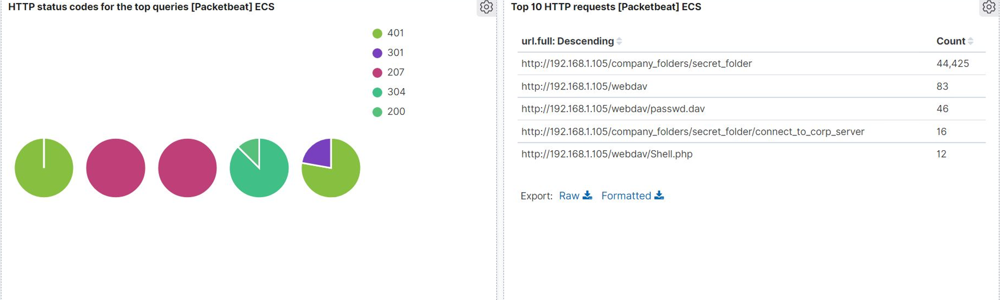 HTTP status codes for the top queries [Packetbeat] ECS
401
301
207
304
200
Top 10 HTTP requests [Packetbeat] ECS
url.full: Descending Count
http://192.168.1.105/company_folders/secret_folder 44,425
http://192.168.1.105/webdav 83
http://192.168.1.105/webdav/passwd.dav 46
http://192.168.1.105/company_folders/secret_folder/connect_to_corp_server 16
http://192.168.1.105/webdav/Shell.php 12
Export: Raw Formatted